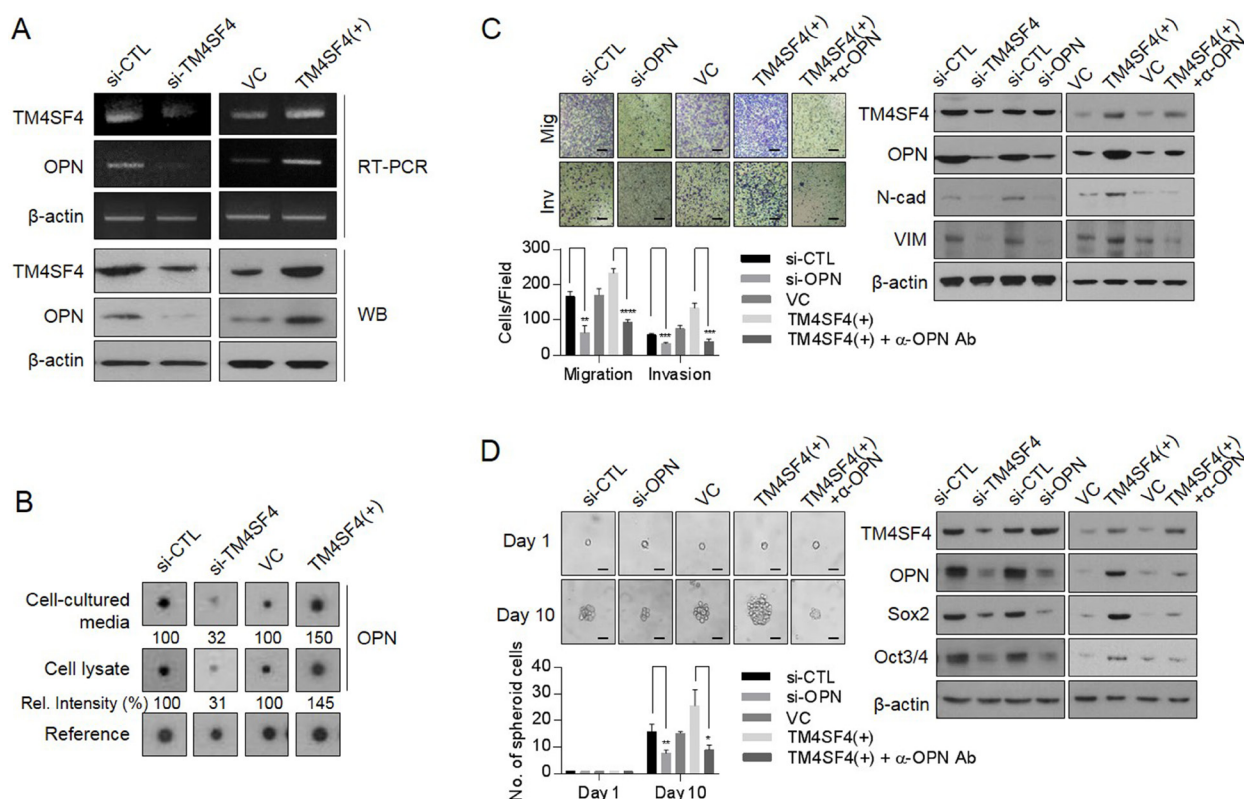 A
si-CTL
si-TM4SF4
VC
TM4SF4(+)
TM4SF4
OPN
β-actin
RT-PCR
TM4SF4
OPN
β-actin
WB
B
si-CTL
si-TM4SF4
VC
TM4SF4(+)
Cell-cultured
media
100 32 100 150
OPN
Cell lysate
Rel. Intensity (%) 100 31 100 145
Reference
C
si-CTL
si-OPN
VC
TM4SF4(+)
TM4SF4(+)
+α-OPN
Mig
Inv
Cells/Field
300
200
100
0
** **** *** ***
Migration Invasion
si-CTL
si-OPN
VC
TM4SF4(+)
TM4SF4(+) + α-OPN Ab
si-CTL
si-TM4SF4
si-CTL
si-OPN
VC
TM4SF4(+)
VC
TM4SF4(+)
+α-OPN
TM4SF4
OPN
N-cad
VIM
β-actin
D
si-CTL
si-OPN
VC
TM4SF4(+)
TM4SF4(+)
+α-OPN
Day 1
Day 10
No. of spheroid cells
40
30
20
10
0
** *
Day 1 Day 10
si-CTL
si-OPN
VC
TM4SF4(+)
TM4SF4(+) + α-OPN Ab
si-CTL
si-TM4SF4
si-CTL
si-OPN
VC
TM4SF4(+)
VC
TM4SF4(+)
+α-OPN
TM4SF4
OPN
Sox2
Oct3/4
β-actin